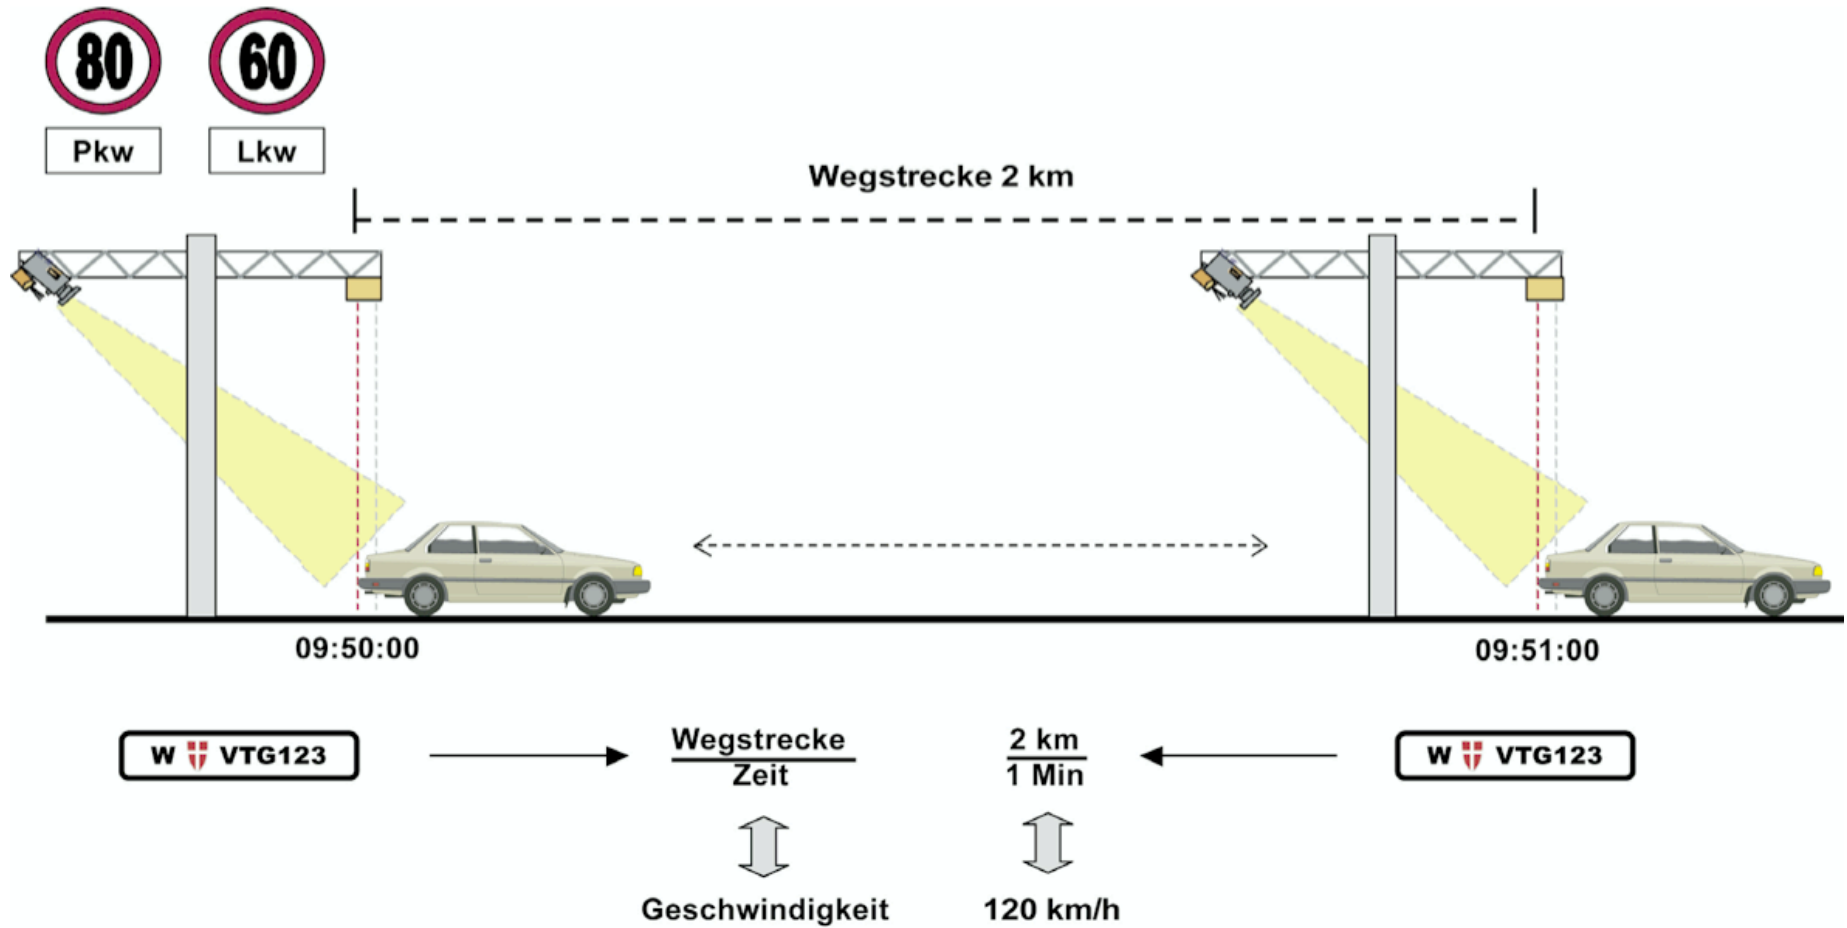 80 60
Pkw Lkw
Wegstrecke 2 km
09:50:00 09:51:00
W VTG123
Wegstrecke
Zeit
2 km
1 Min
W VTG123
Geschwindigkeit 120 km/h